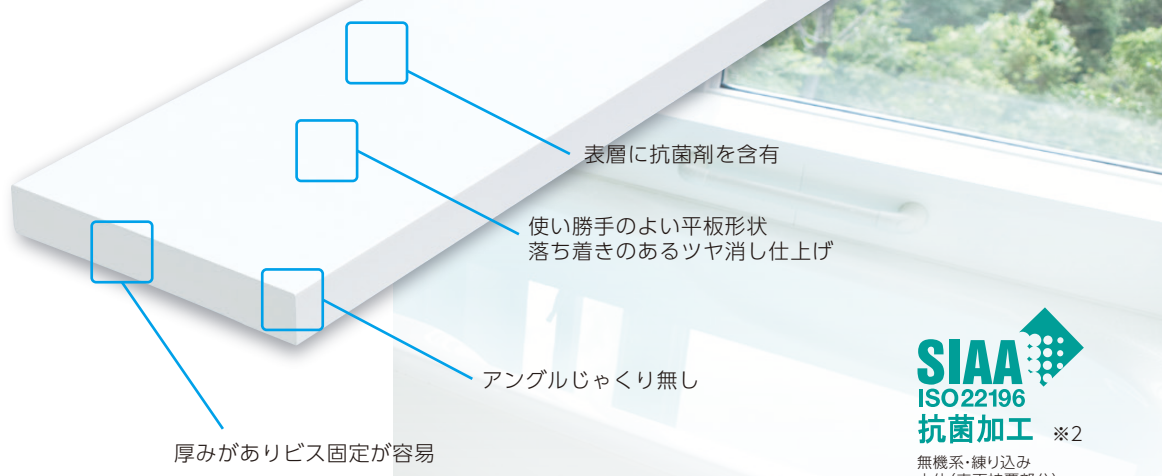 表層に抗菌剤を含有
使い勝手のよい平板形状
落ち着きのあるツヤ消し仕上げ
アングルじゃくり無し
厚みがありビス固定が容易
SIAA
ISO22196
抗菌加工 ※2
無機系・練り込み